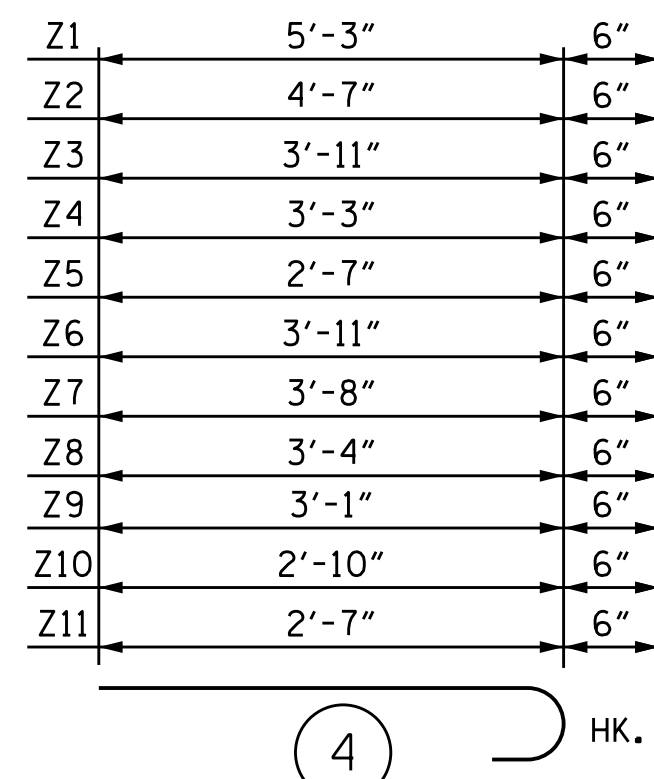 Z1 5'-3" 6"
Z2 4'-7" 6"
Z3 3'-11" 6"
Z4 3'-3" 6"
Z5 2'-7" 6"
Z6 3'-11" 6"
Z7 3'-8" 6"
Z8 3'-4" 6"
Z9 3'-1" 6"
Z10 2'-10" 6"
Z11 2'-7" 6"
HK.
4